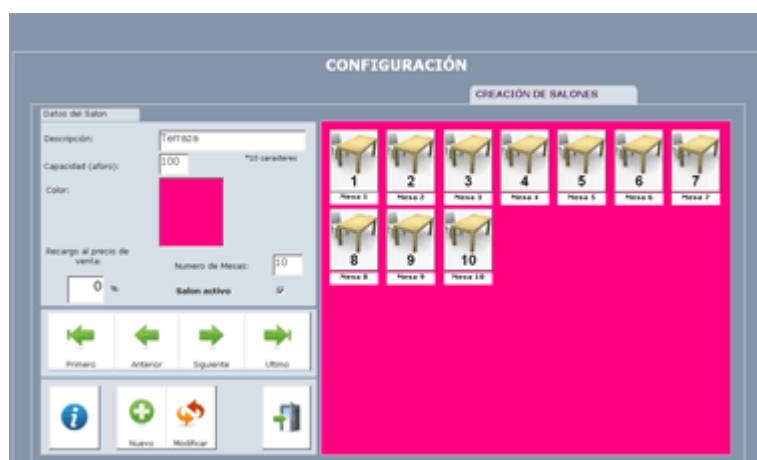 CONFIGURACIÓN
CREACIÓN DE SALONES
Datos del Salon
Descripción:
Terraza
Capacidad (aforo):
100
*10 caracteres
Color:
Recargo al precio de
venta:
Numero de Mesas:
10
0 %
Salon activo
Primero
Anterior
Siguiente
Ultimo
i
Nuevo
Modificar
1 2 3 4 5 6 7
Mesa 1 Mesa 2 Mesa 3 Mesa 4 Mesa 5 Mesa 6 Mesa 7
8 9 10
Mesa 8 Mesa 9 Mesa 10